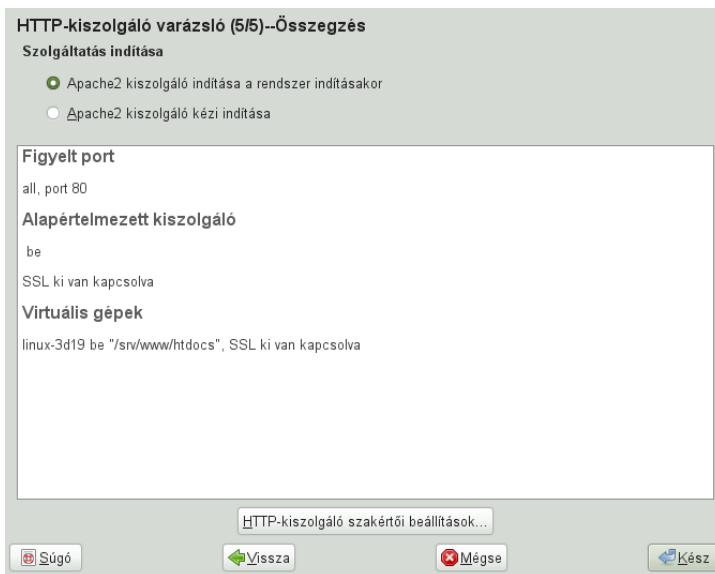 HTTP-kiszolgáló varázsló (5/5)--Összegzés
Szolgáltatás indítása
Apache2 kiszolgáló indítása a rendszer indításakor
Apache2 kiszolgáló kézi indítása
Figyelt port
all, port 80
Alapértelmezett kiszolgáló
be
SSL ki van kapcsolva
Virtuális gépek
linux-3d19 be "/srv/www/htdocs", SSL ki van kapcsolva
HTTP-kiszolgáló szakértői beállítások...
Súgó
Vissza
Mégse
Kész